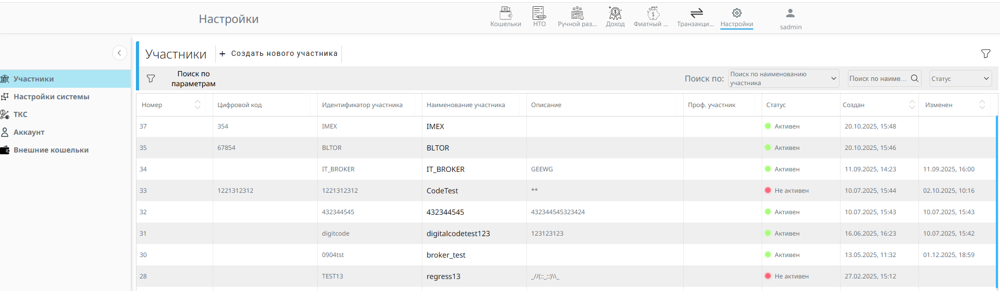 Настройки
Кошельки
НТО
Ручной раз...
Доход
Фиатный ...
Транзакци...
Настройки
sadmin
Участники
Настройки системы
ТКС
Аккаунт
Внешние кошельки
Участники
+ Создать нового участника
Поиск по
параметрам
Поиск по:
Поиск по наименованию
участника
Поиск по наиме...
Статус
Номер Цифровой код Идентификатор участника Наименование участника Описание Проф. участник Статус Создан Изменен
37 354 IMEX IMEX Активен 20.10.2025, 15:48
35 67854 BLTOR BLTOR Активен 20.10.2025, 15:46
34 IT_BROKER IT_BROKER GEEWG Активен 11.09.2025, 14:23 11.09.2025, 16:00
33 1221312312 1221312312 CodeTest ** Не активен 10.07.2025, 15:44 02.10.2025, 10:16
32 432344545 432344545 432344545323424 Активен 10.07.2025, 15:43 10.07.2025, 15:43
31 digitcode digitalcodetest123 123123123 Активен 16.06.2025, 16:23 10.07.2025, 15:42
30 0904tst broker_test Активен 13.05.2025, 11:32 01.12.2025, 18:59
28 TEST13 regress13 _//(::_::)\\_ Не активен 27.02.2025, 15:12